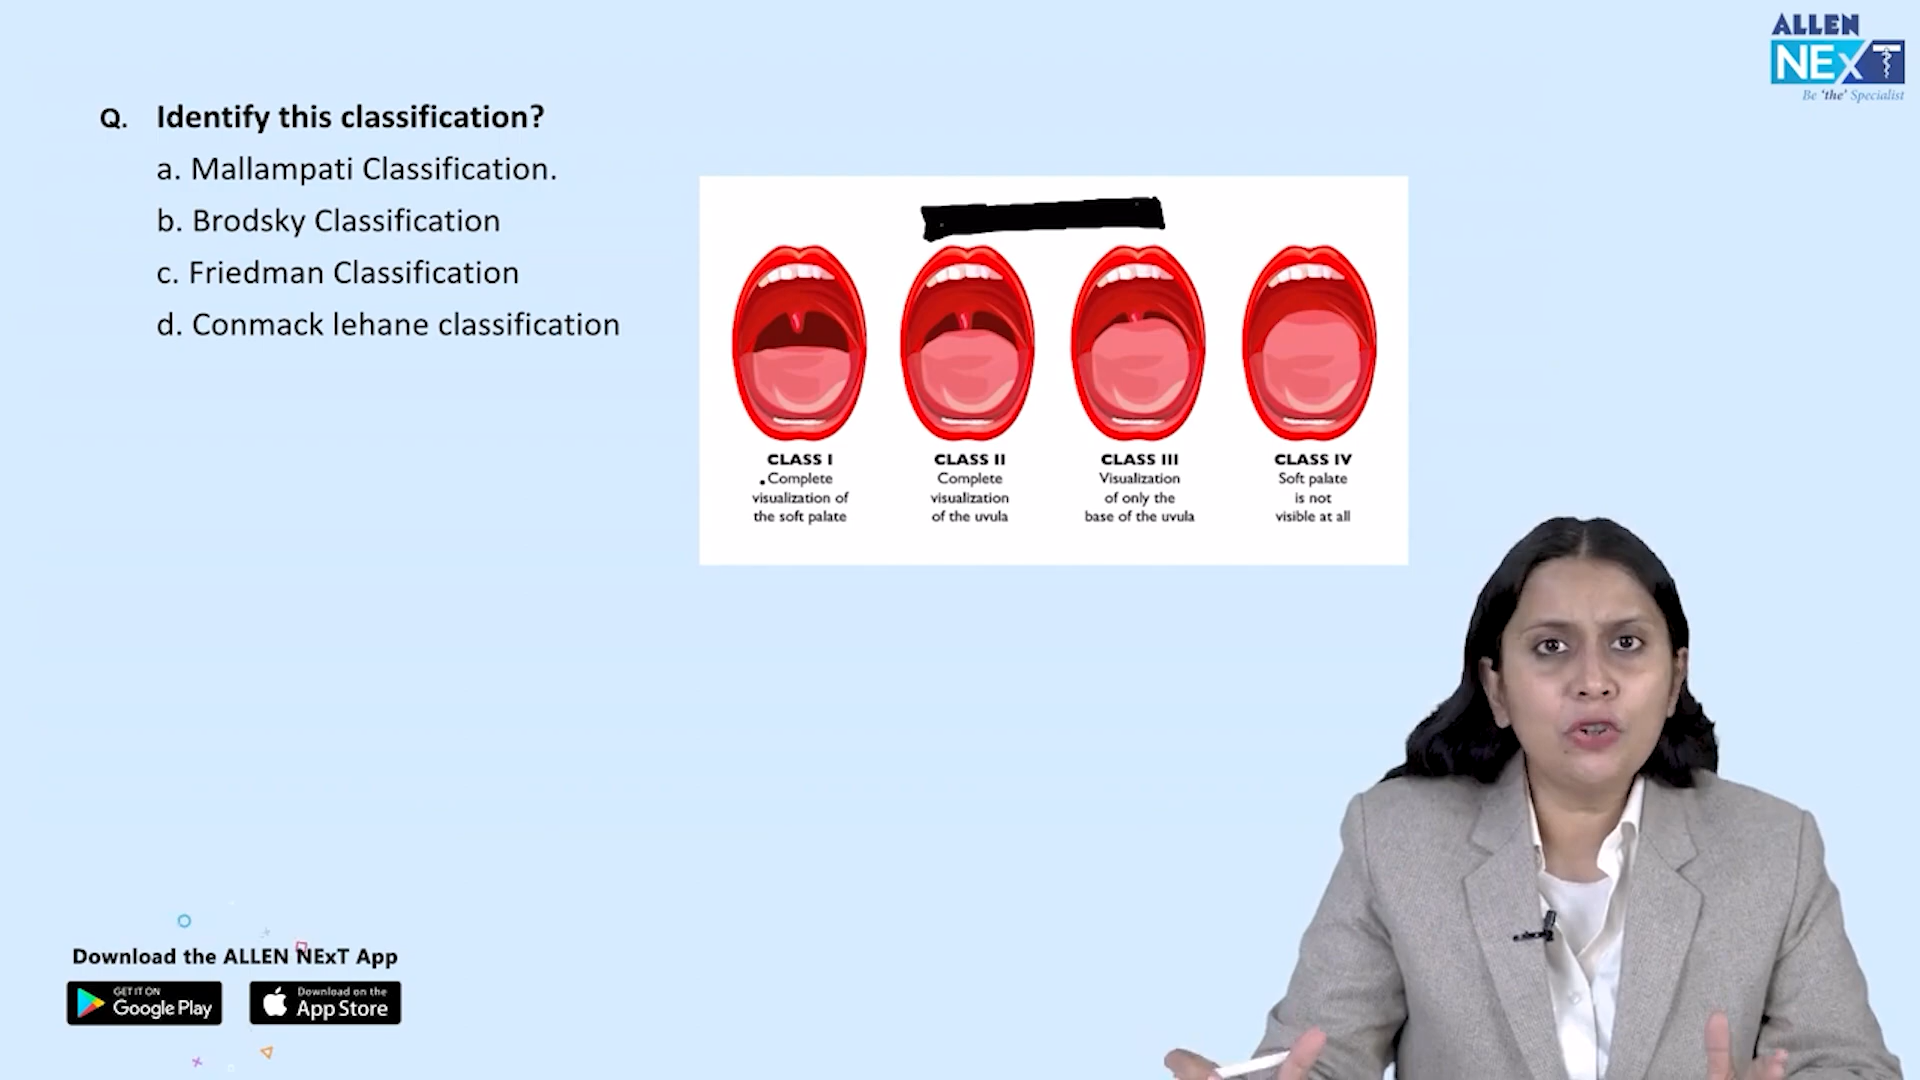 ALLEN
NEXT
Be 'the' Specialist
Q. Identify this classification?
a. Mallampati Classification.
b. Brodsky Classification
c. Friedman Classification
d. Conmack lehane classification
CLASS I
Complete
visualization of
the soft palate
CLASS II
Complete
visualization
of the uvula
CLASS III
Visualization
of only the
base of the uvula
CLASS IV
Soft palate
is not
visible at all
Download the ALLEN NExT App
GET IT ON
Google Play
Download on the
App Store